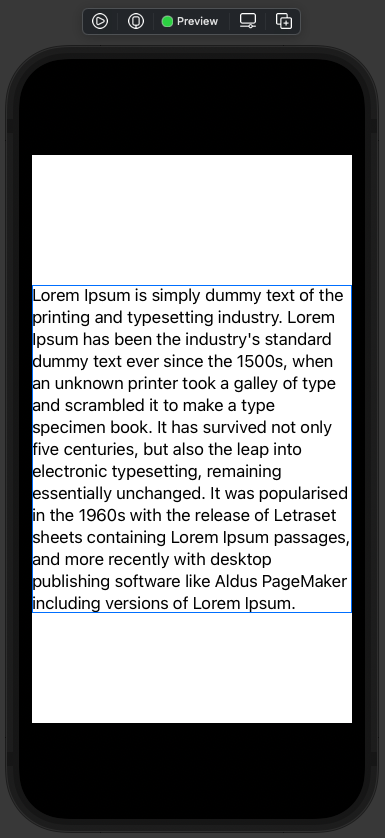 Preview
Lorem Ipsum is simply dummy text of the
printing and typesetting industry. Lorem
Ipsum has been the industry's standard
dummy text ever since the 1500s, when
an unknown printer took a galley of type
and scrambled it to make a type
specimen book. It has survived not only
five centuries, but also the leap into
electronic typesetting, remaining
essentially unchanged. It was popularised
in the 1960s with the release of Letraset
sheets containing Lorem Ipsum passages,
and more recently with desktop
publishing software like Aldus PageMaker
including versions of Lorem Ipsum.